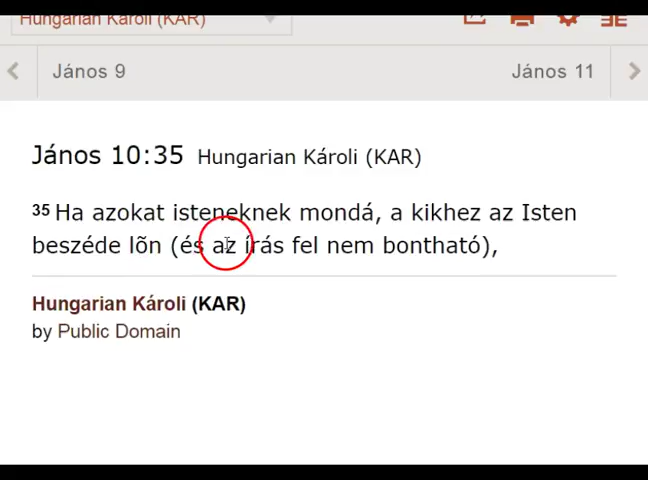 Hungarian Károli (KAR)
János 9 János 11
János 10:35 Hungarian Károli (KAR)
35 Ha azokat isteneknek mondá, a kikhez az Isten
beszéde lõn (és az írás fel nem bontható),
Hungarian Károli (KAR)
by Public Domain